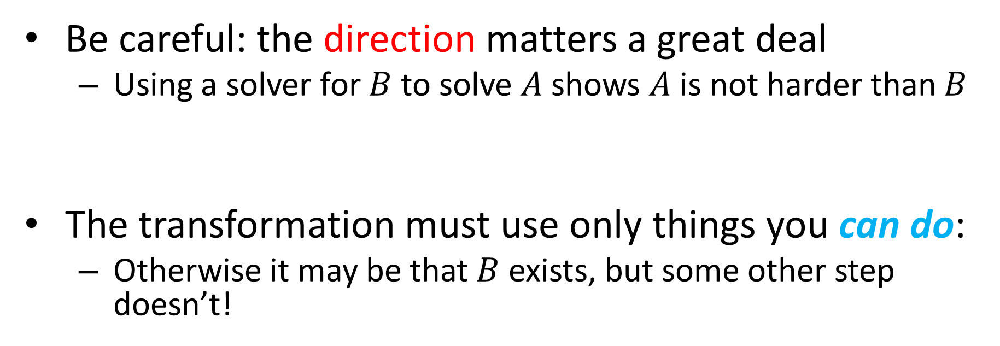 • Be careful: the direction matters a great deal
– Using a solver for B to solve A shows A is not harder than B
• The transformation must use only things you can do:
– Otherwise it may be that B exists, but some other step
doesn’t!